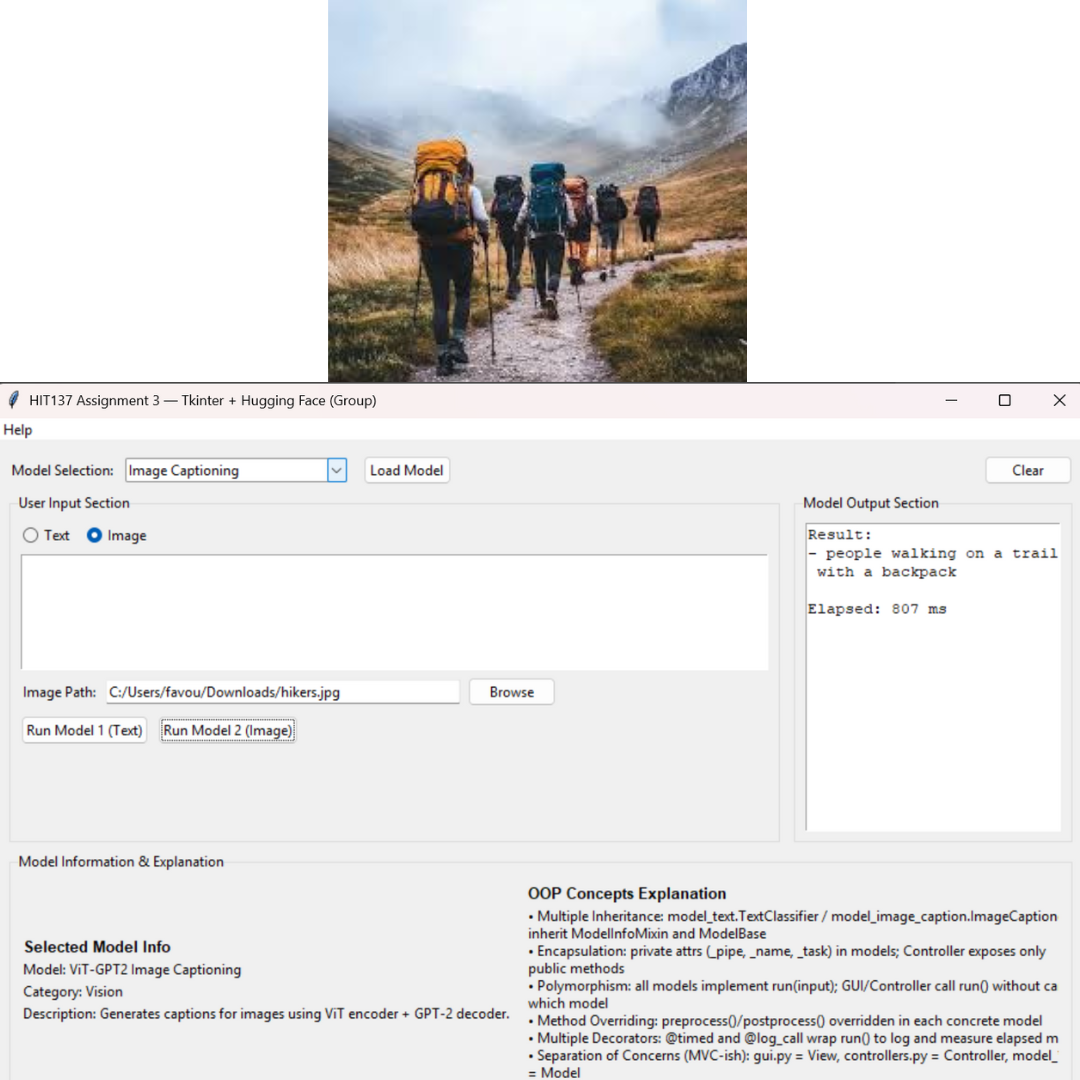 HIT137 Assignment 3 — Tkinter + Hugging Face (Group)
Help
Model Selection: Image Captioning Load Model Clear
User Input Section
Text Image
Image Path: C:/Users/favou/Downloads/hikers.jpg Browse
Run Model 1 (Text) Run Model 2 (Image)
Model Output Section
Result:
- people walking on a trail
with a backpack
Elapsed: 807 ms
Model Information & Explanation
Selected Model Info
Model: ViT-GPT2 Image Captioning
Category: Vision
Description: Generates captions for images using ViT encoder + GPT-2 decoder.
OOP Concepts Explanation
• Multiple Inheritance: model_text.TextClassifier / model_image_caption.ImageCaption
inherit ModelInfoMixin and ModelBase
• Encapsulation: private attrs (_pipe, _name, _task) in models; Controller exposes only
public methods
• Polymorphism: all models implement run(input); GUI/Controller call run() without ca
which model
• Method Overriding: preprocess()/postprocess() overridden in each concrete model
• Multiple Decorators: @timed and @log_call wrap run() to log and measure elapsed m
• Separation of Concerns (MVC-ish): gui.py = View, controllers.py = Controller, model_
= Model